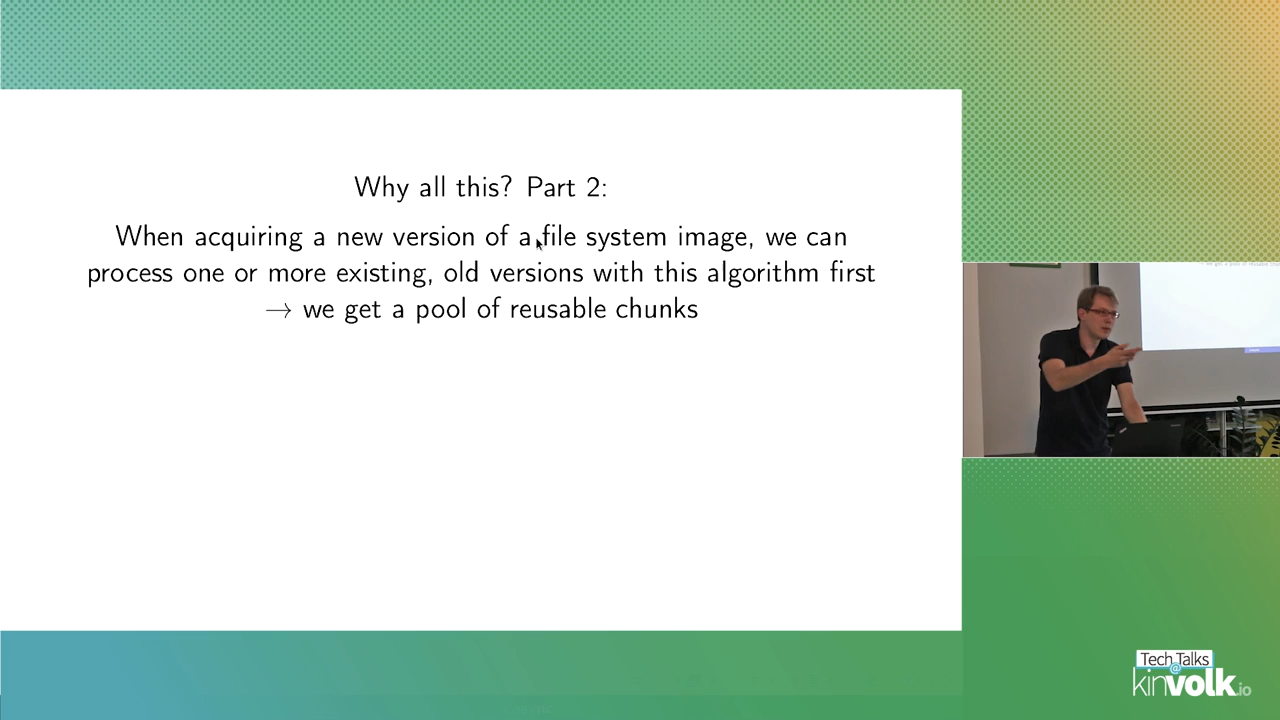 Why all this? Part 2:
When acquiring a new version of a file system image, we can
process one or more existing, old versions with this algorithm first
→ we get a pool of reusable chunks
Tech Talks
@
kinvolk.io